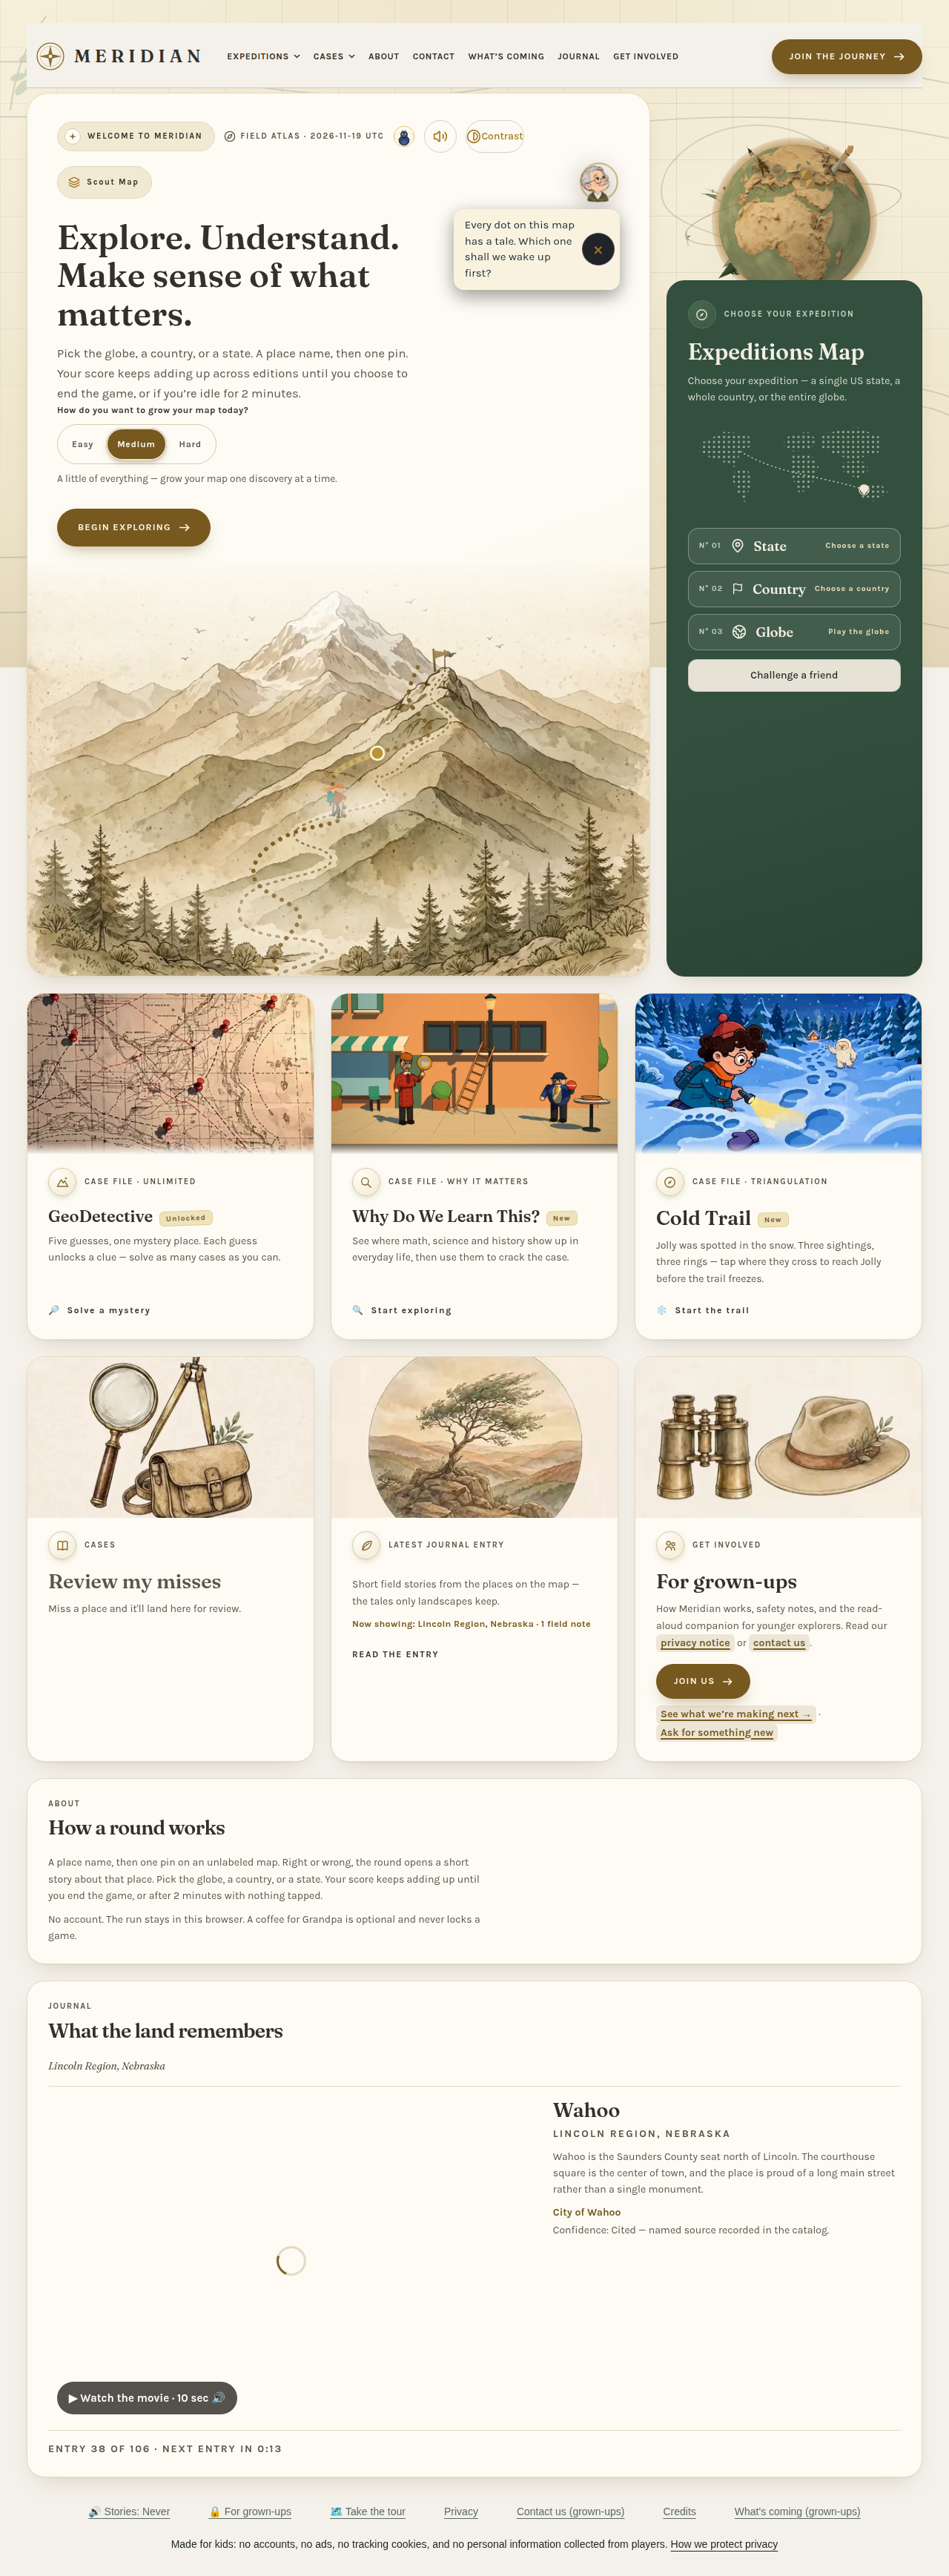 MERIDIAN
EXPEDITIONS
CASES
ABOUT
CONTACT
WHAT'S COMING
JOURNAL
GET INVOLVED
JOIN THE JOURNEY →
WELCOME TO MERIDIAN
FIELD ATLAS · 2026-11-19 UTC
Contrast
Scout Map
Every dot on this map
has a tale. Which one
shall we wake up
first?
×
Explore. Understand.
Make sense of what
matters.
Pick the globe, a country, or a state. A place name, then one pin.
Your score keeps adding up across editions until you choose to
end the game, or if you're idle for 2 minutes.
How do you want to grow your map today?
Easy
Medium
Hard
A little of everything — grow your map one discovery at a time.
BEGIN EXPLORING →
CHOOSE YOUR EXPEDITION
Expeditions Map
Choose your expedition — a single US state, a
whole country, or the entire globe.
N° 01 State Choose a state
N° 02 Country Choose a country
N° 03 Globe Play the globe
Challenge a friend
CASE FILE · UNLIMITED
GeoDetective Unlocked
Five guesses, one mystery place. Each guess
unlocks a clue — solve as many cases as you can.
🔎 Solve a mystery
CASE FILE · WHY IT MATTERS
Why Do We Learn This? New
See where math, science and history show up in
everyday life, then use them to crack the case.
🔍 Start exploring
CASE FILE · TRIANGULATION
Cold Trail New
Jolly was spotted in the snow. Three sightings,
three rings — tap where they cross to reach Jolly
before the trail freezes.
❄️ Start the trail
CASES
Review my misses
Miss a place and it'll land here for review.
LATEST JOURNAL ENTRY
Short field stories from the places on the map —
the tales only landscapes keep.
Now showing: Lincoln Region, Nebraska · 1 field note
READ THE ENTRY
GET INVOLVED
For grown-ups
How Meridian works, safety notes, and the read-
aloud companion for younger explorers. Read our
privacy notice or contact us.
JOIN US →
See what we're making next → ·
Ask for something new
ABOUT
How a round works
A place name, then one pin on an unlabeled map. Right or wrong, the round opens a short
story about that place. Pick the globe, a country, or a state. Your score keeps adding up until
you end the game, or after 2 minutes with nothing tapped.
No account. The run stays in this browser. A coffee for Grandpa is optional and never locks a
game.
JOURNAL
What the land remembers
Lincoln Region, Nebraska
Wahoo
LINCOLN REGION, NEBRASKA
Wahoo is the Saunders County seat north of Lincoln. The courthouse
square is the center of town, and the place is proud of a long main street
rather than a single monument.
City of Wahoo
Confidence: Cited — named source recorded in the catalog.
▶ Watch the movie · 10 sec 🔊
ENTRY 38 OF 106 · NEXT ENTRY IN 0:13
🔊 Stories: Never
🔒 For grown-ups
🗺️ Take the tour
Privacy
Contact us (grown-ups)
Credits
What's coming (grown-ups)
Made for kids: no accounts, no ads, no tracking cookies, and no personal information collected from players. How we protect privacy